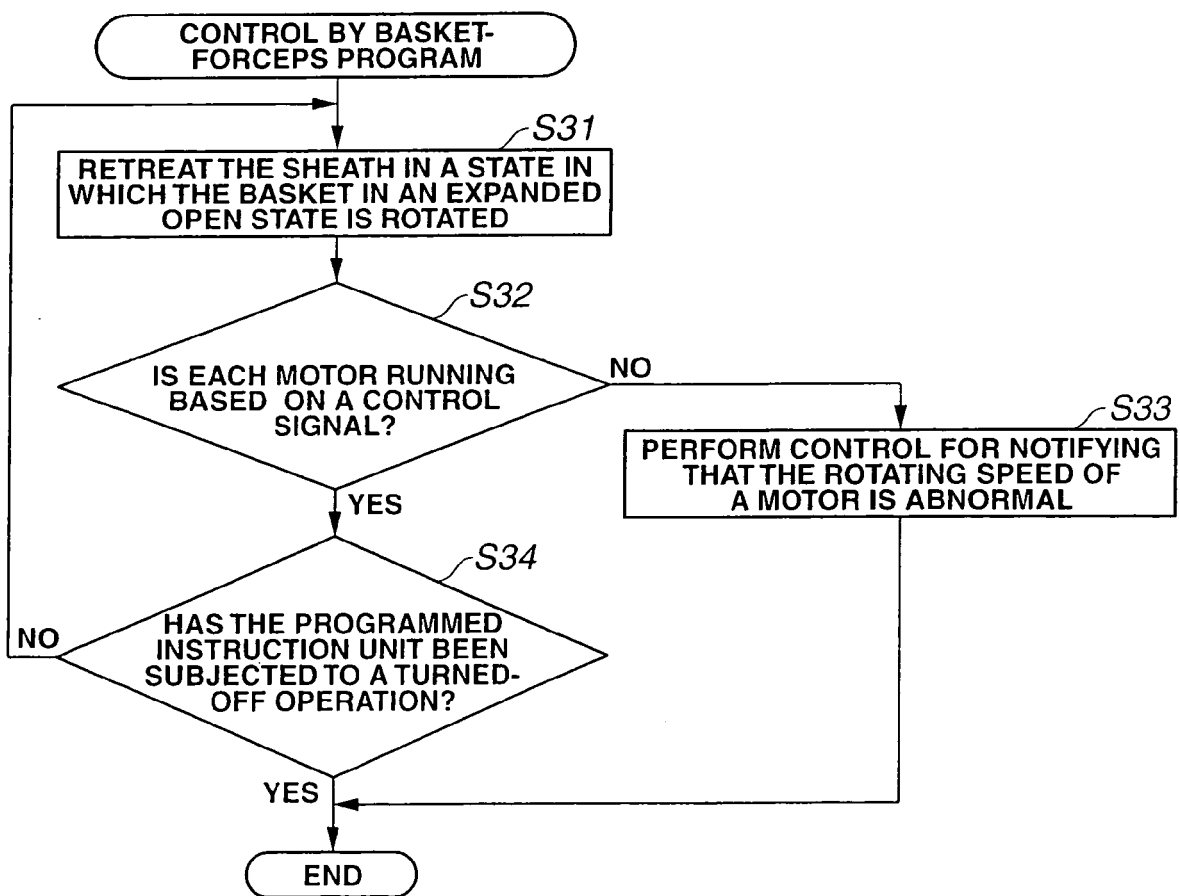 CONTROL BY BASKET-
FORCEPS PROGRAM
S31
RETREAT THE SHEATH IN A STATE IN
WHICH THE BASKET IN AN EXPANDED
OPEN STATE IS ROTATED
S32
IS EACH MOTOR RUNNING
BASED ON A CONTROL
SIGNAL?
NO
S33
PERFORM CONTROL FOR NOTIFYING
THAT THE ROTATING SPEED OF
A MOTOR IS ABNORMAL
YES
S34
HAS THE PROGRAMMED
INSTRUCTION UNIT BEEN
SUBJECTED TO A TURNED-
OFF OPERATION?
NO
YES
END